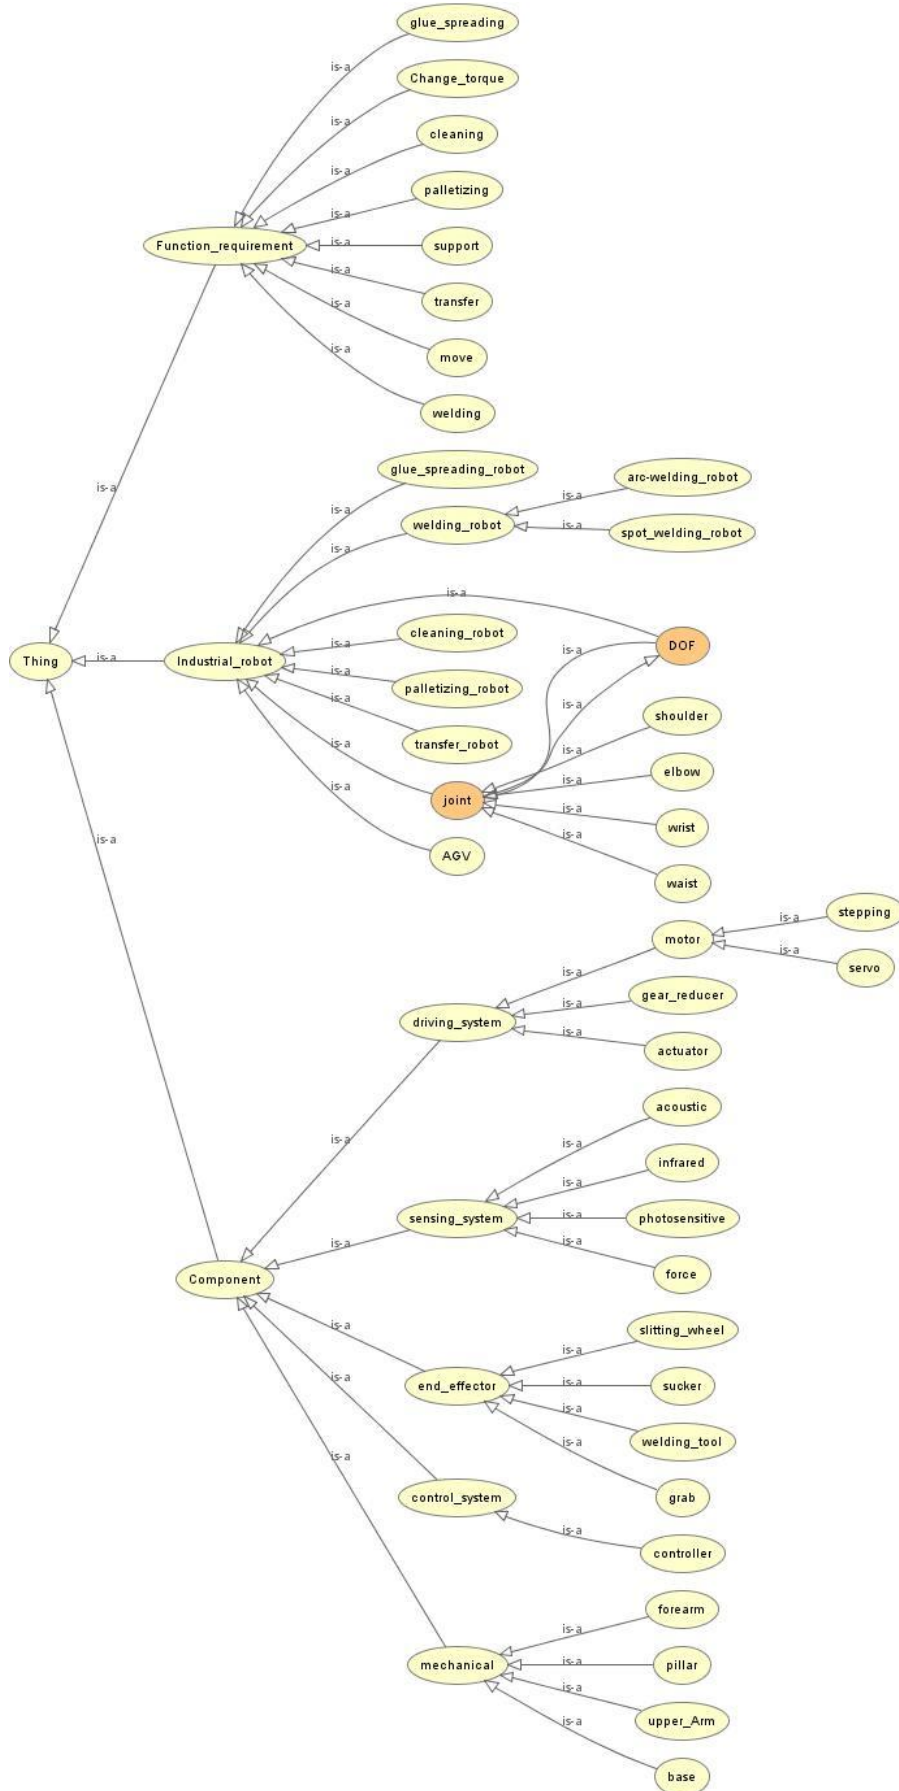 glue_spreading
is-a
Change_torque
cleaning
is-a
palletizing
is-a
Function_requirement
is-a
support
is-a
transfer
is-a
move
is-a
welding
is-a
glue_spreading_robot
arc-welding_robot
is-a
is-a
welding_robot
is-a
spot_welding_robot
is-a
is-a
cleaning_robot
is-a
DOF
Thing
is-a
Industrial_robot
is-a
palletizing_robot
is-a
is-a
shoulder
transfer_robot
is-a
is-a
elbow
is-a
joint
is-a
wrist
is-a
is-a
AGV
waist
stepping
is-a
motor
is-a
servo
is-a
gear_reducer
is-a
driving_system
is-a
actuator
acoustic
is-a
is-a
infrared
is-a
sensing_system
is-a
photosensitive
is-a
is-a
force
Component
slitting_wheel
is-a
is-a
end_effector
is-a
sucker
is-a
is-a
welding_tool
is-a
is-a
control_system
grab
is-a
controller
forearm
is-a
mechanical
is-a
pillar
is-a
upper_Arm
is-a
base